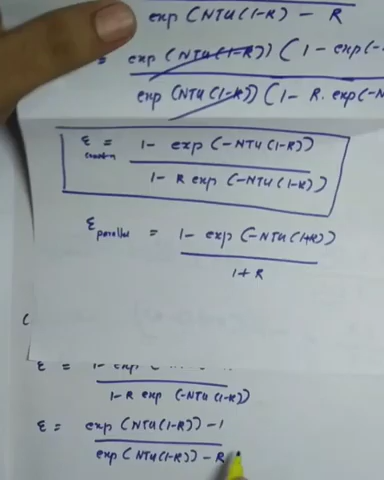 exp (NTU(1-R) - R
= exp (NTU(1-R)) (1 - exp(-
exp (NTU(1-R)) (1 - R. exp(-N
ε counter = 1 - exp (-NTU(1-R))
1 - R exp (-NTU(1-R))
ε parallel = 1 - exp (-NTU(1+R))
1 + R
ε = 1 - exp
1-R exp (-NTU(1-R))
ε = exp (NTU(1-R)) - 1
exp (NTU(1-R)) - R